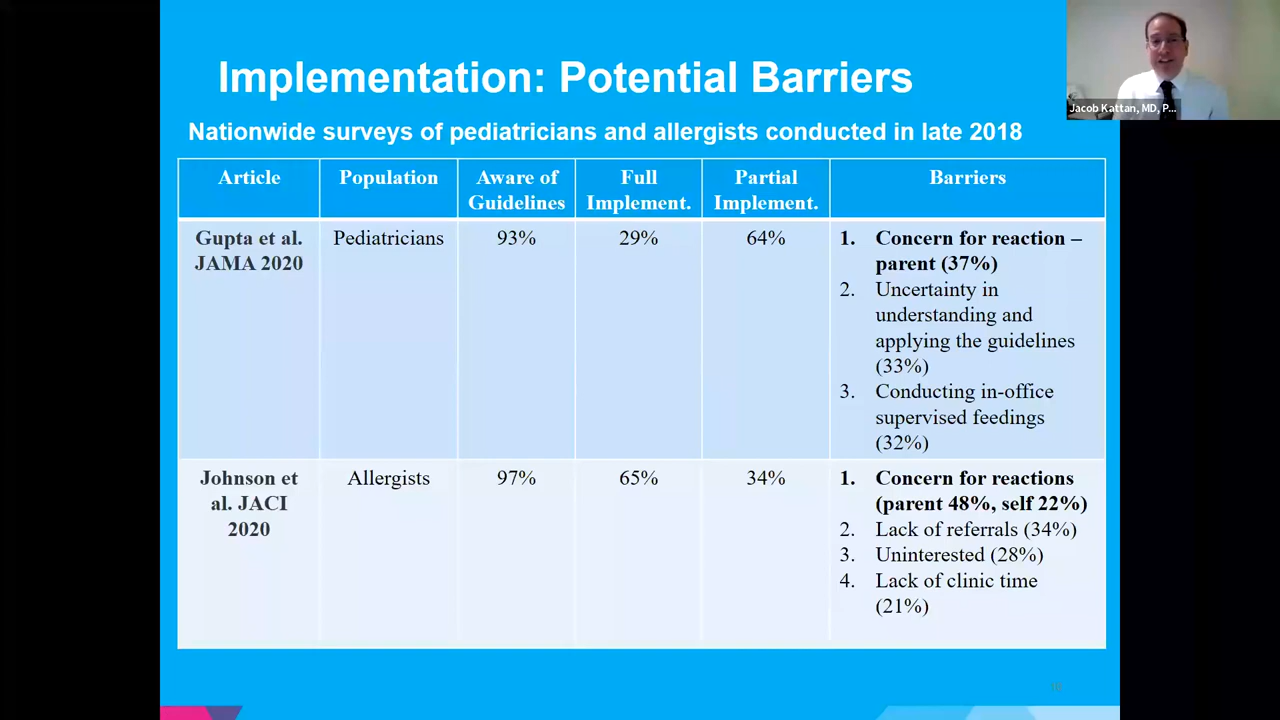 Implementation: Potential Barriers
Nationwide surveys of pediatricians and allergists conducted in late 2018
Article
Population
Aware of
Guidelines
Full
Implement.
Partial
Implement.
Barriers
Gupta et al.
JAMA 2020
Pediatricians
93%
29%
64%
1. Concern for reaction –
parent (37%)
2. Uncertainty in
understanding and
applying the guidelines
(33%)
3. Conducting in-office
supervised feedings
(32%)
Johnson et
al. JACI
2020
Allergists
97%
65%
34%
1. Concern for reactions
(parent 48%, self 22%)
2. Lack of referrals (34%)
3. Uninterested (28%)
4. Lack of clinic time
(21%)
Jacob Kattan, MD, P...